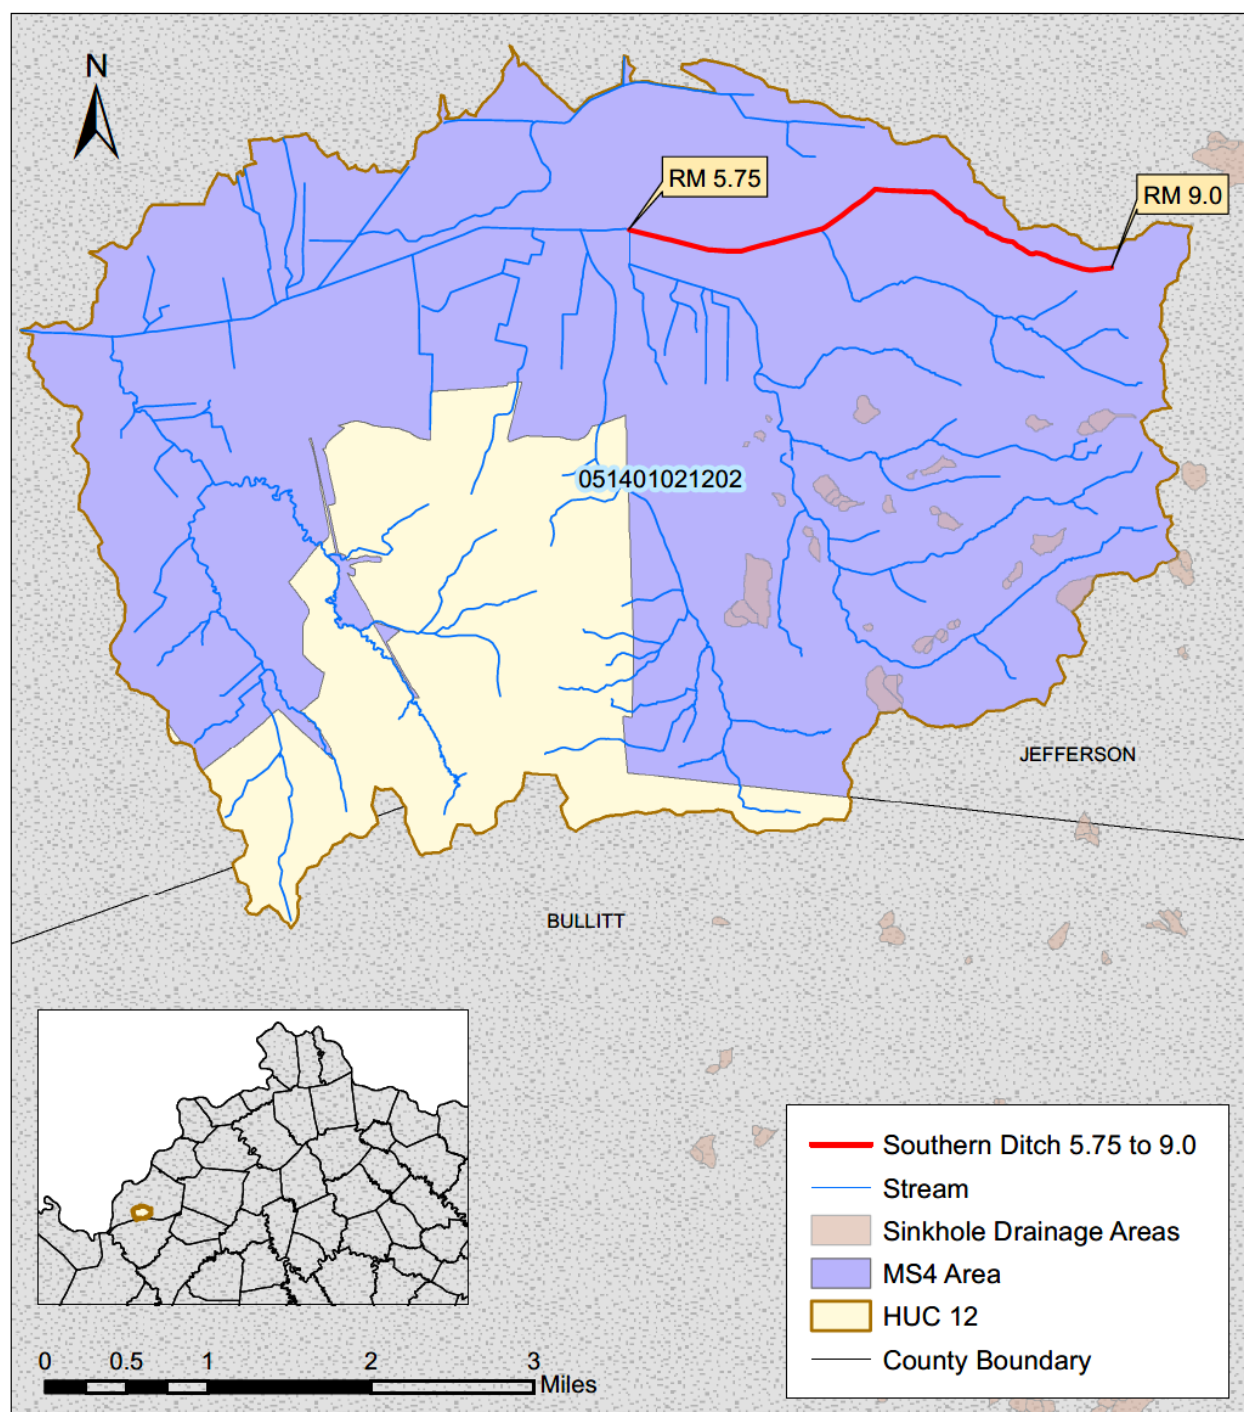 N
RM 5.75
RM 9.0
051401021202
JEFFERSON
BULLITT
Southern Ditch 5.75 to 9.0
Stream
Sinkhole Drainage Areas
MS4 Area
HUC 12
County Boundary
0 0.5 1 2 3
Miles